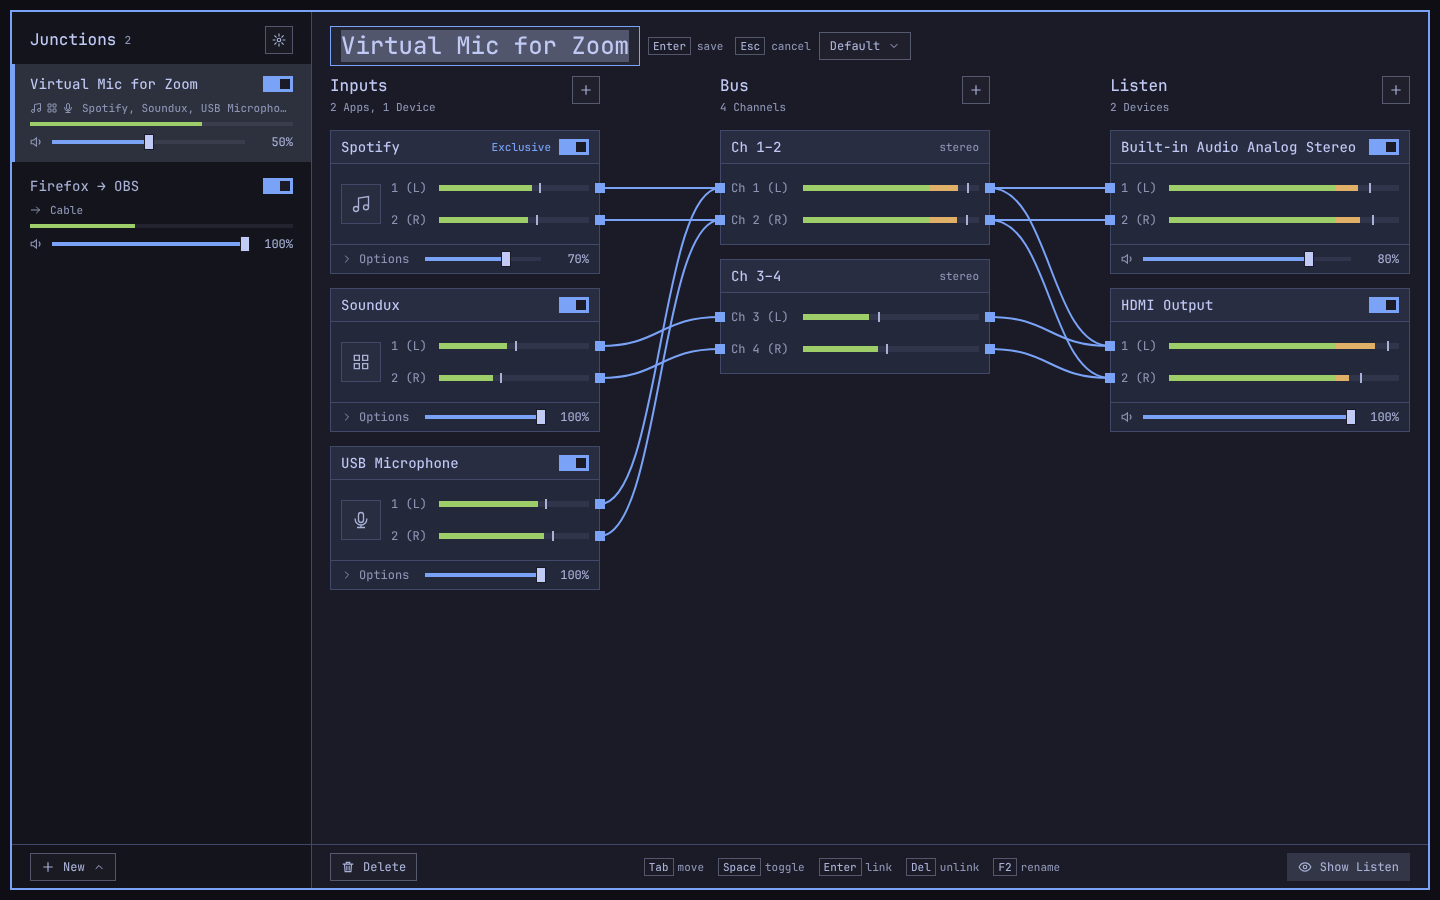 Junctions 2
Virtual Mic for Zoom
Spotify, Soundux, USB Micropho…
50%
Firefox → OBS
Cable
100%
New
Virtual Mic for Zoom
Enter save Esc cancel Default
Inputs
2 Apps, 1 Device
Spotify Exclusive
1 (L)
2 (R)
Options 70%
Soundux
1 (L)
2 (R)
Options 100%
USB Microphone
1 (L)
2 (R)
Options 100%
Bus
4 Channels
Ch 1–2 stereo
Ch 1 (L)
Ch 2 (R)
Ch 3–4 stereo
Ch 3 (L)
Ch 4 (R)
Listen
2 Devices
Built-in Audio Analog Stereo
1 (L)
2 (R)
80%
HDMI Output
1 (L)
2 (R)
100%
Delete
Tab move Space toggle Enter link Del unlink F2 rename
Show Listen